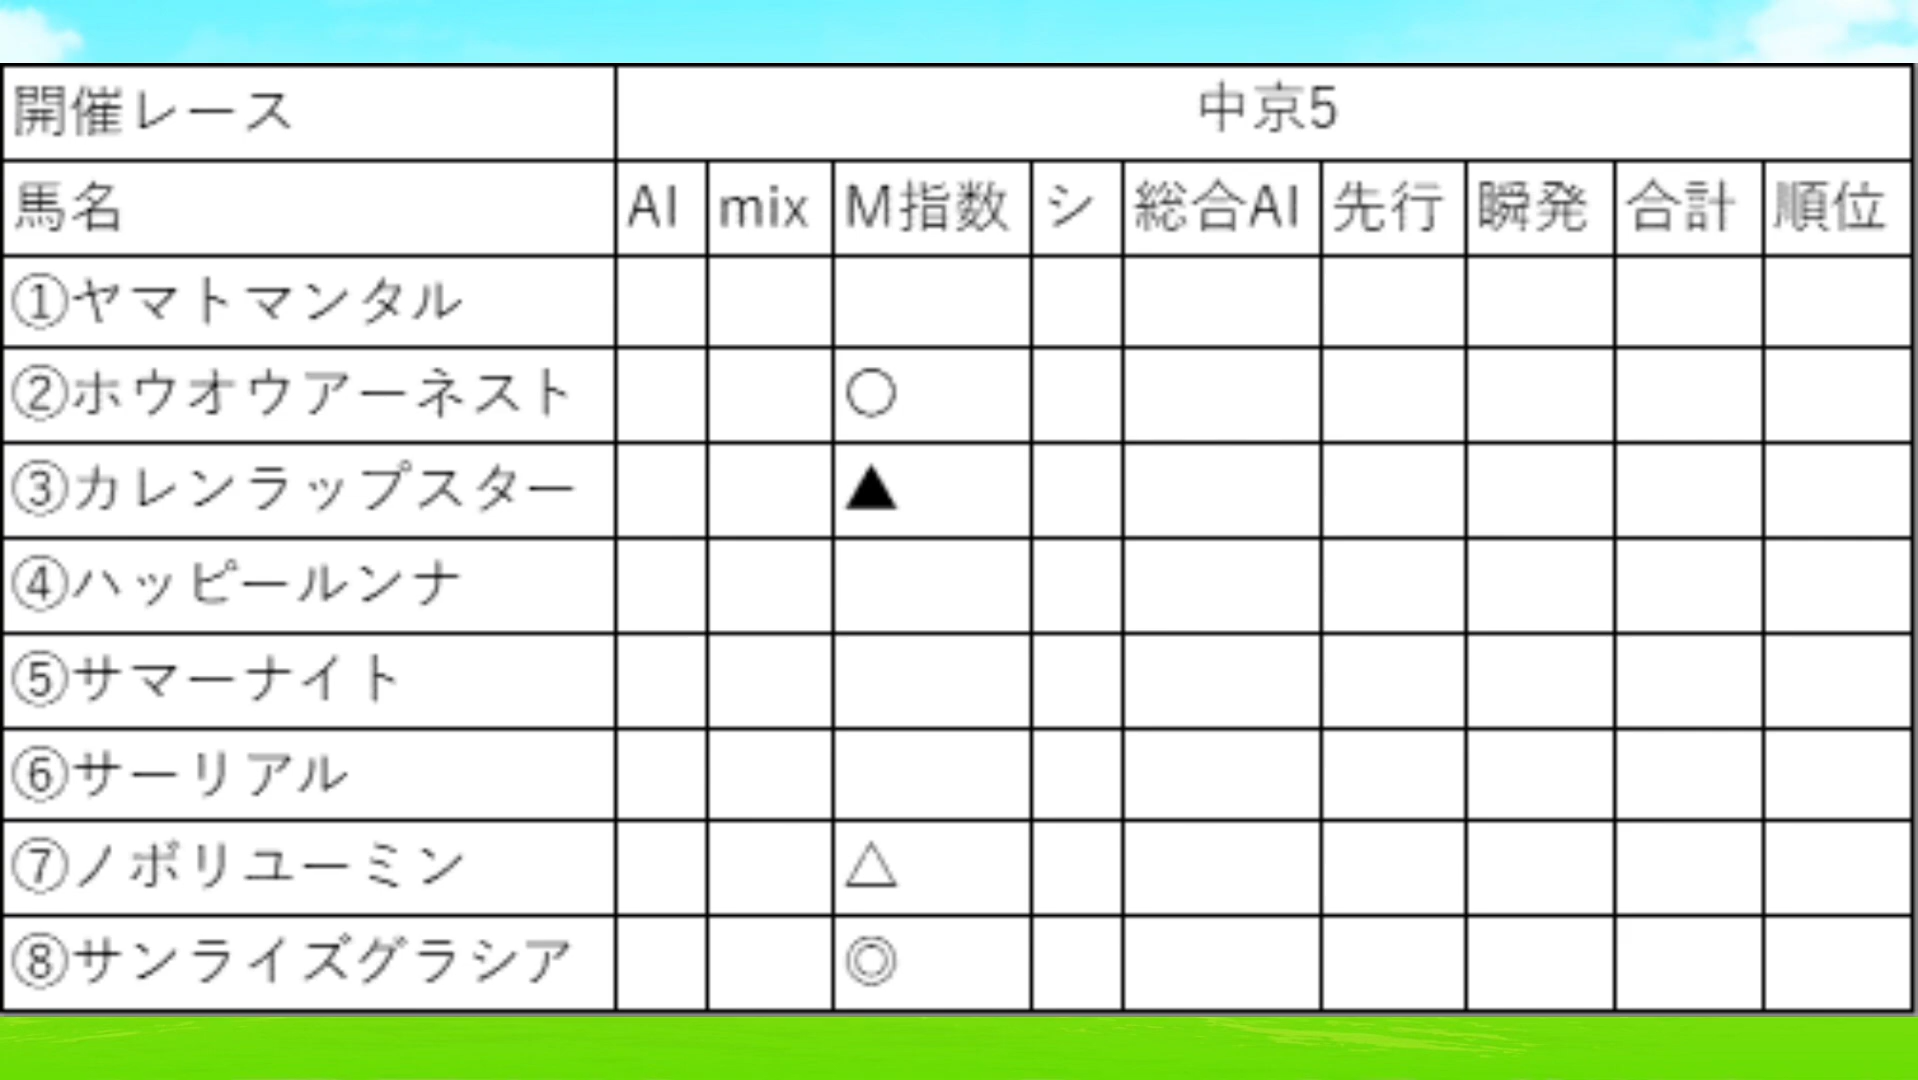 開催レース 中京5
馬名 AI mix M指数 シ 総合AI 先行 瞬発 合計 順位
①ヤマトマンタル
②ホウオウアーネスト ○
③カレンラップスター ▲
④ハッピールンナ
⑤サマーナイト
⑥サーリアル
⑦ノボリユーミン △
⑧サンライズグラシア ◎